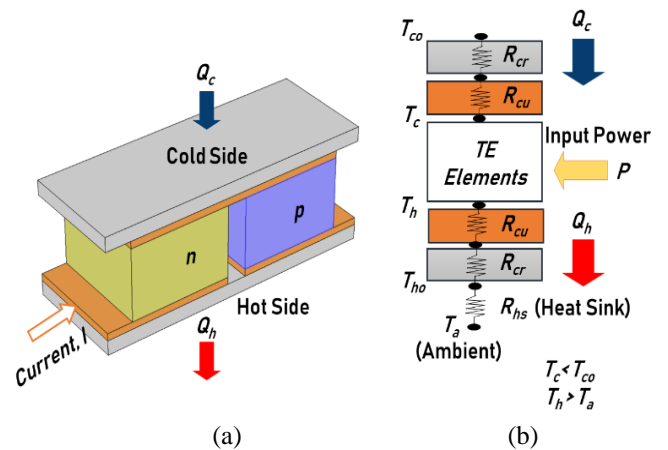 Q_c
Cold Side
n
p
Hot Side
Q_h
Current, I
(a)
T_co
Q_c
R_cr
R_cu
T_c
TE
Elements
Input Power
P
T_h
R_cu
Q_h
R_cr
T_ho
R_hs (Heat Sink)
T_a
(Ambient)
T_c < T_co
T_h > T_a
(b)